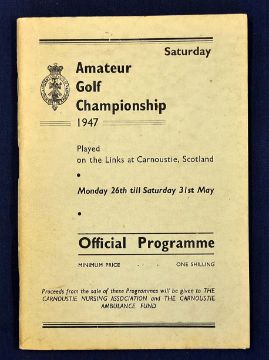 Saturday
Amateur
Golf
Championship
1947
Played
on the Links at Carnoustie, Scotland
Monday 26th till Saturday 31st May
Official Programme
MINIMUM PRICE - - - ONE SHILLING
Proceeds from the sale of these Programmes will be given to THE
CARNOUSTIE NURSING ASSOCIATION and THE CARNOUSTIE
AMBULANCE FUND